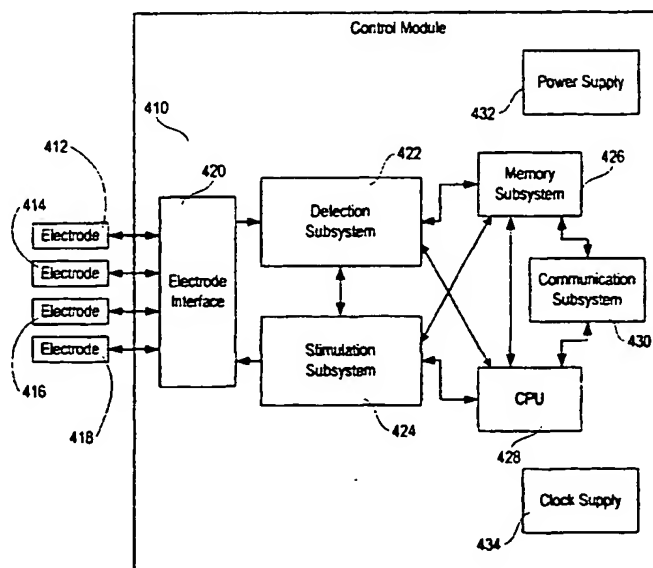 Control Module
Power Supply
432
410
412
420
422
426
414
Memory
Subsystem
Electrode
Delection
Subsystem
Electrode
Electrode
Interface
Communication
Subsystem
Electrode
Electrode
Stimulation
Subsystem
430
416
CPU
418
424
428
Clock Supply
434